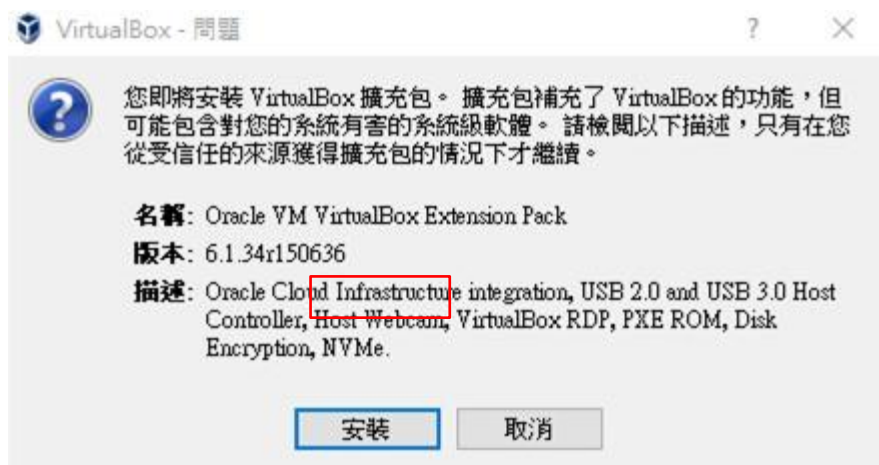 VirtualBox - 問題
您即將安裝 VirtualBox 擴充包。 擴充包補充了 VirtualBox 的功能，但
可能包含對您的系統有害的系統級軟體。 請檢閱以下描述，只有在您
從受信任的來源獲得擴充包的情況下才繼續。
名稱: Oracle VM VirtualBox Extension Pack
版本: 6.1.34r150636
描述: Oracle Cloud Infrastructure integration, USB 2.0 and USB 3.0 Host
Controller, Host Webcam, VirtualBox RDP, PXE ROM, Disk
Encryption, NVMe.
安裝 取消